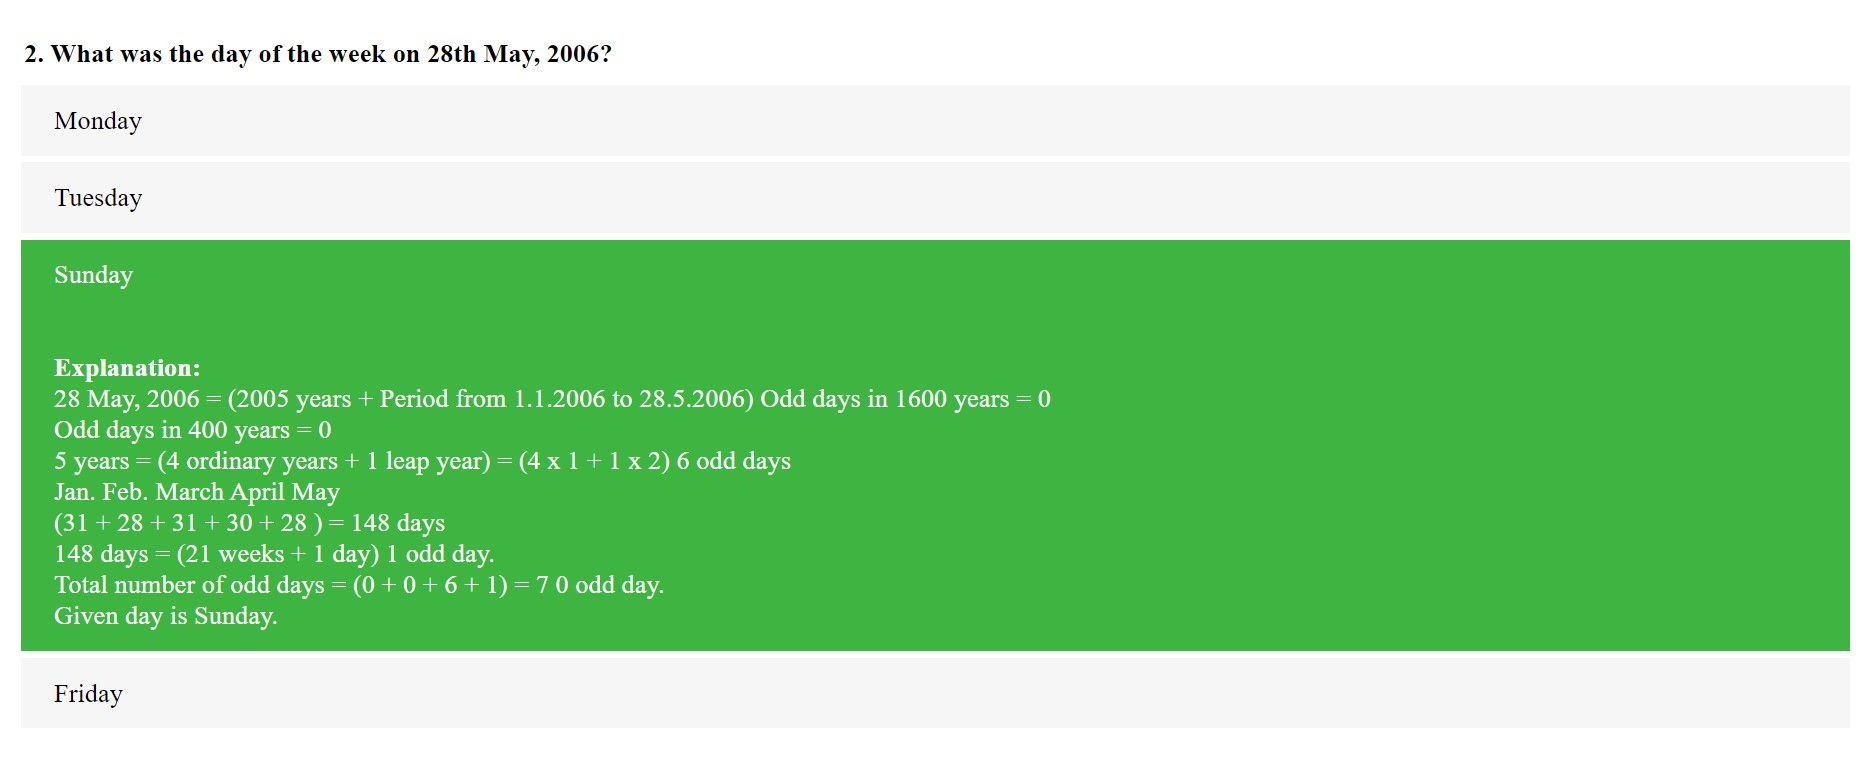 2. What was the day of the week on 28th May, 2006?
Monday
Tuesday
Sunday
Explanation:
28 May, 2006 = (2005 years + Period from 1.1.2006 to 28.5.2006) Odd days in 1600 years = 0
Odd days in 400 years = 0
5 years = (4 ordinary years + 1 leap year) = (4 x 1 + 1 x 2) 6 odd days
Jan. Feb. March April May
(31 + 28 + 31 + 30 + 28 ) = 148 days
148 days = (21 weeks + 1 day) 1 odd day.
Total number of odd days = (0 + 0 + 6 + 1) = 7 0 odd day.
Given day is Sunday.
Friday